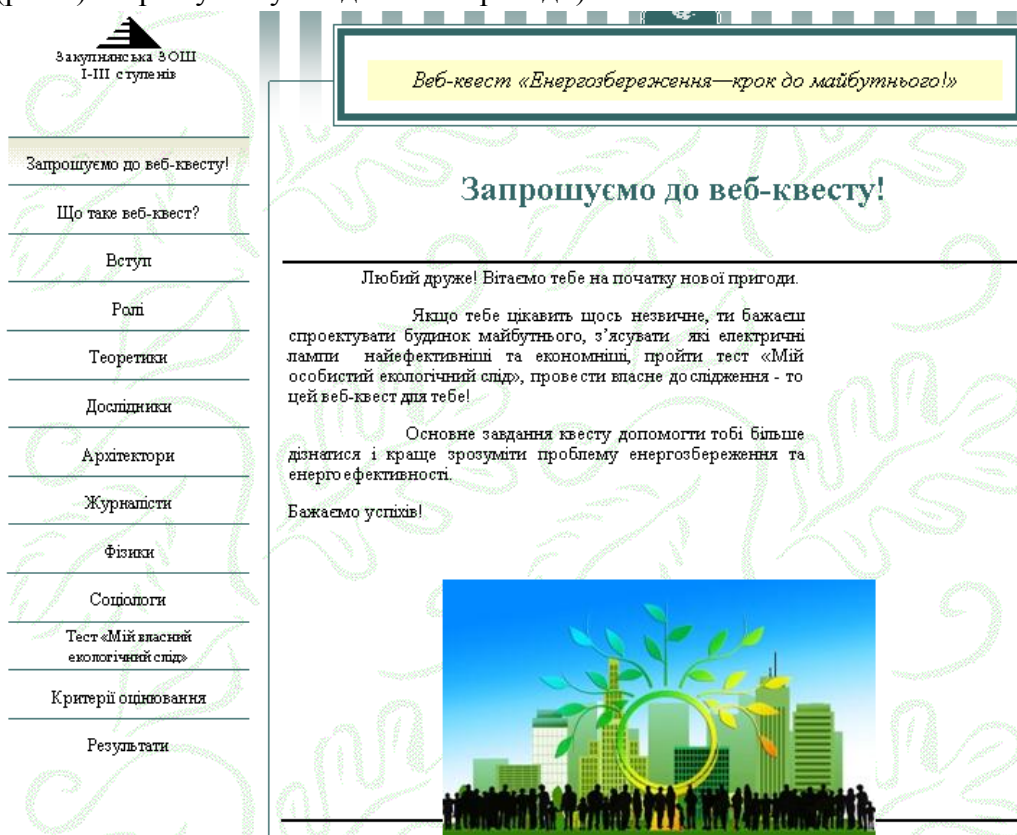 Закупнянська ЗОШ
І-ІІІ ступенів
Веб-квест «Енергозбереження—крок до майбутнього!»
Запрошуємо до веб-квесту!
Що таке веб-квест?
Вступ
Ролі
Теоретики
Дослідники
Архітектори
Журналісти
Фізики
Соціологи
Тест «Мій власний
екологічний слід»
Критерії оцінювання
Результати
Запрошуємо до веб-квесту!
Любий друже! Вітаємо тебе на початку нової пригоди.
Якщо тебе цікавить щось незвичне, ти бажаєш
спроектувати будинок майбутнього, з’ясувати які електричні
лампи найефективніші та економніші, пройти тест «Мій
особистий екологічний слід», провести власне дослідження - то
цей веб-квест для тебе!
Основне завдання квесту допомогти тобі більше
дізнатися і краще зрозуміти проблему енергозбереження та
енергоефективності.
Бажаємо успіхів!